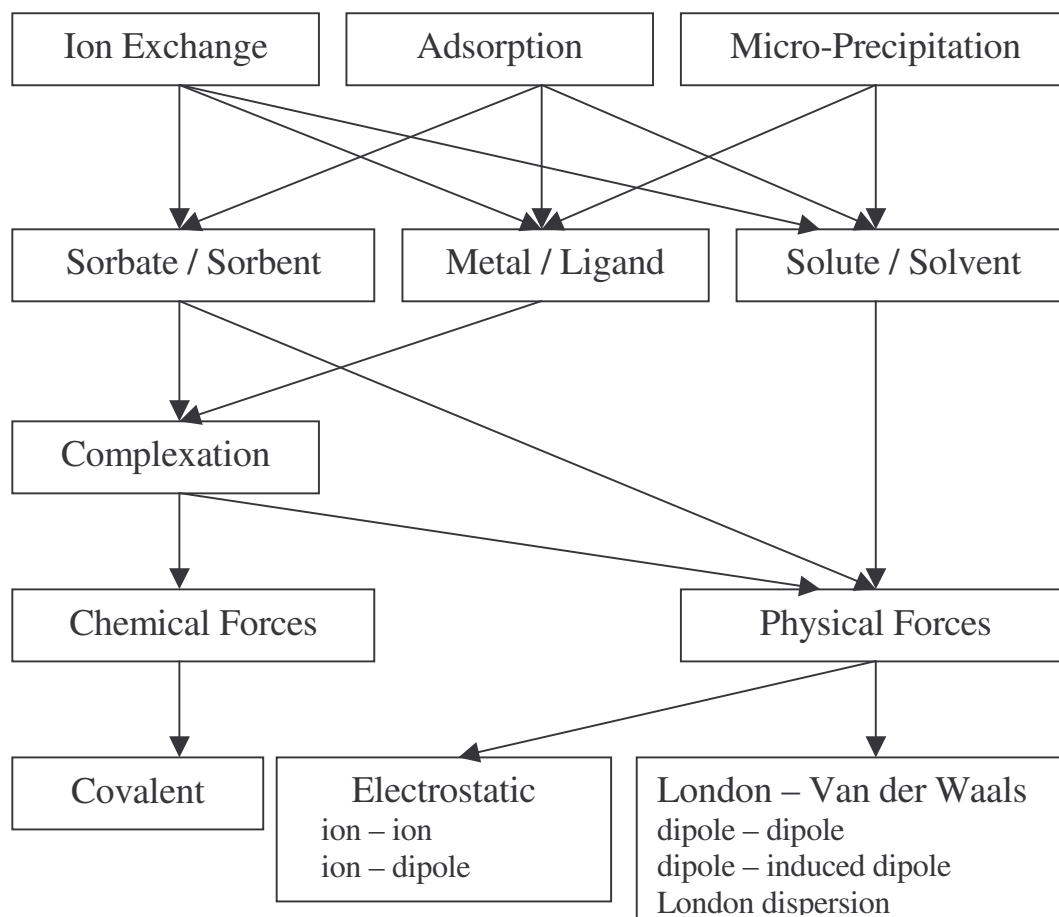 Ion Exchange
Adsorption
Micro-Precipitation
Sorbate / Sorbent
Metal / Ligand
Solute / Solvent
Complexation
Chemical Forces
Physical Forces
Covalent
Electrostatic
ion – ion
ion – dipole
London – Van der Waals
dipole – dipole
dipole – induced dipole
London dispersion